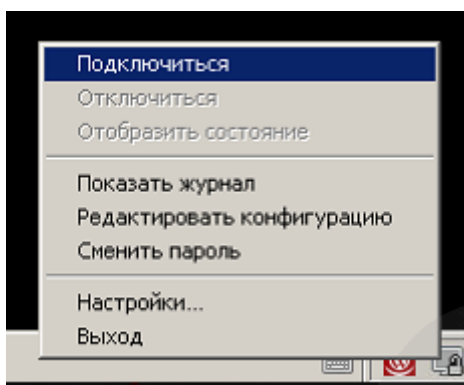 Подключиться
Отключиться
Отобразить состояние
Показать журнал
Редактировать конфигурацию
Сменить пароль
Настройки...
Выход